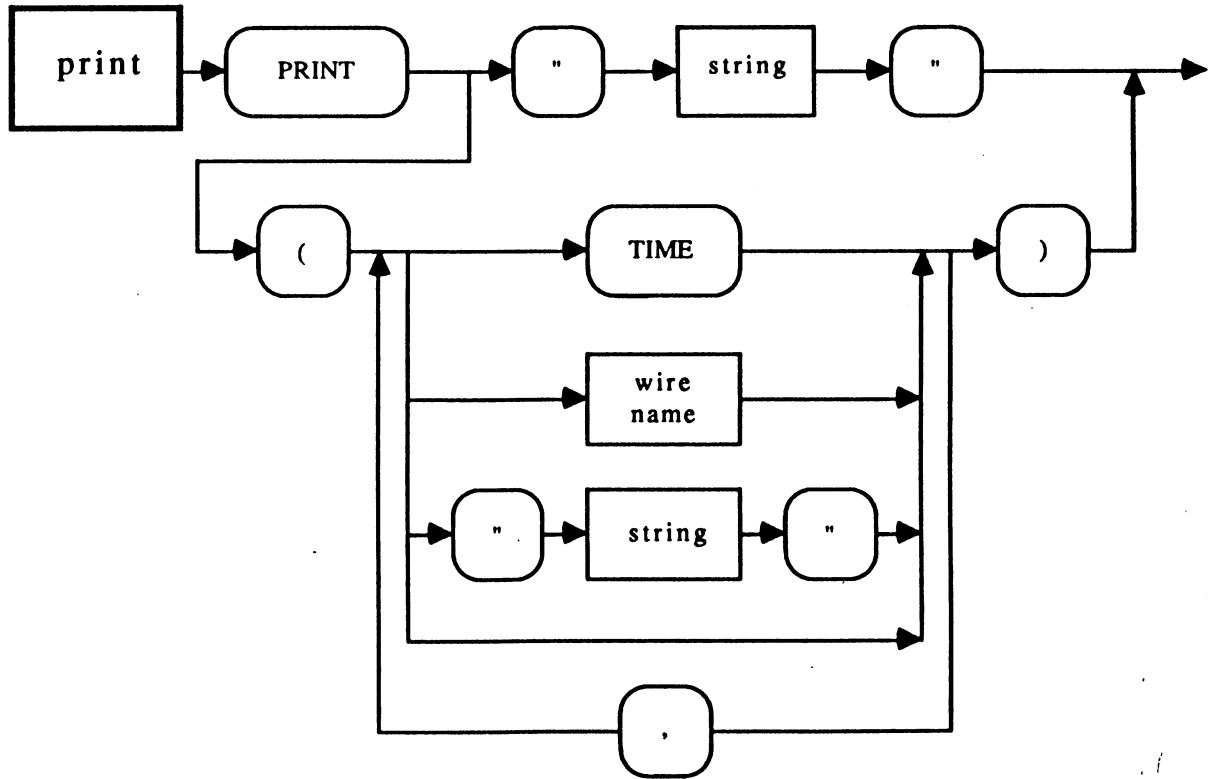 print
PRINT
"
string
"
(
TIME
)
wire
name
"
string
"
,